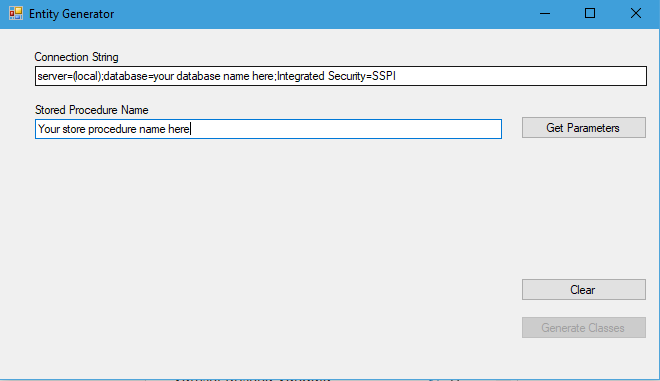 Entity Generator
Connection String
server=(local);database=your database name here;Integrated Security=SSPI
Stored Procedure Name
Your store procedure name here
Get Parameters
Clear
Generate Classes